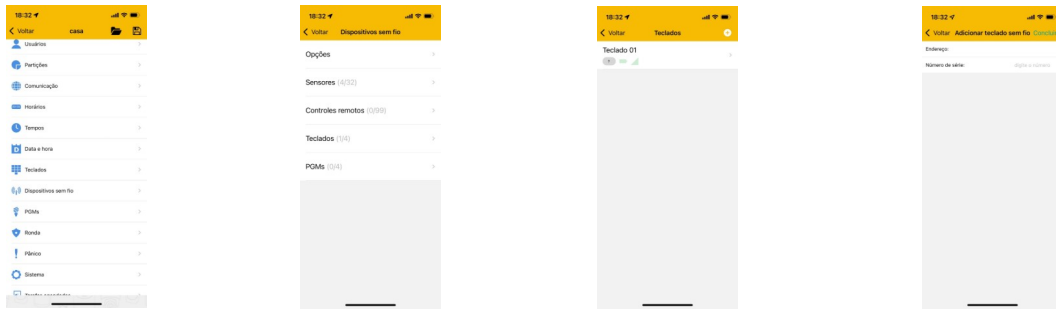 18:32
Voltar casa
Usuários
Partições
Comunicação
Horários
Tempos
Data e hora
Teclados
Dispositivos sem fio
PGMs
Ronda
Pânico
Sistema
18:32
Voltar Dispositivos sem fio
Opções
Sensores (4/32)
Controles remotos (0/99)
Teclados (1/4)
PGMs (0/4)
18:32
Voltar Teclados
Teclado 01
18:32
Voltar Adicionar teclado sem fio Conclui
Endereço:
Número de série: digite o número